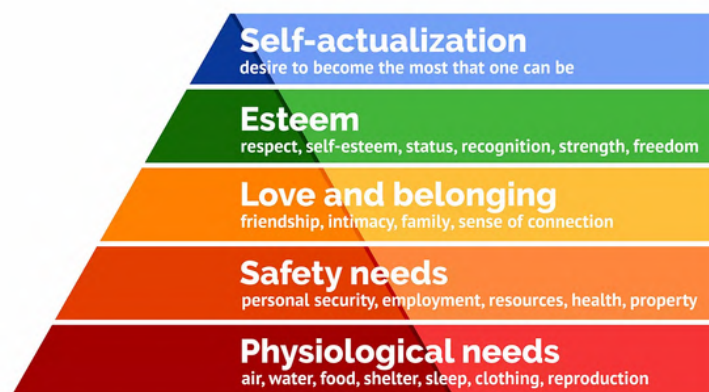 Self-actualization
desire to become the most that one can be
Esteem
respect, self-esteem, status, recognition, strength, freedom
Love and belonging
friendship, intimacy, family, sense of connection
Safety needs
personal security, employment, resources, health, property
Physiological needs
air, water, food, shelter, sleep, clothing, reproduction